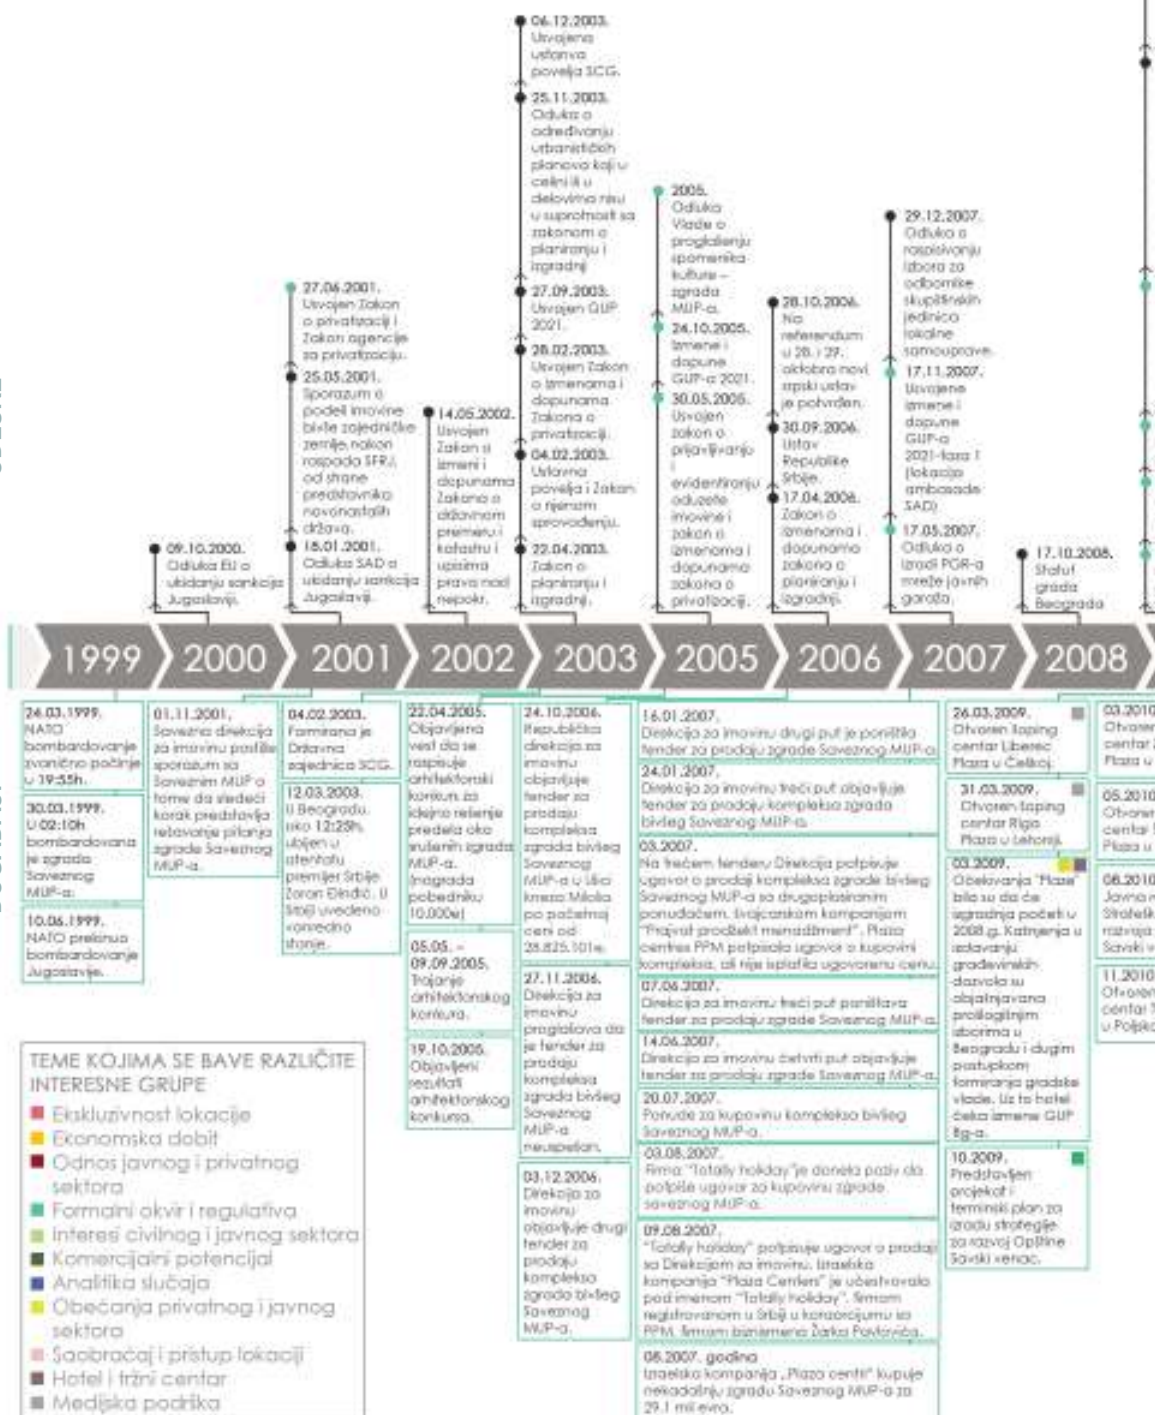 06.12.2003.
Usvojena
ustavna
povelja SCG.
25.11.2003.
Odluka o
određivanju
urbanističkih
planova koji u
celini ili u
delovima nisu
u suprotnosti sa
zakonom o
planiranju i
izgradnji
27.09.2003.
Usvojen GUP
2021.
28.02.2003.
Usvojen Zakon
o izmenama i
dopunama
Zakona o
privatizaciji.
04.02.2003.
Ustavna
povelja i Zakon
o njenom
sprovođenju.
22.04.2003.
Zakon o
planiranju i
izgradnji.
27.06.2001.
Usvojen Zakon
o privatizaciji i
Zakon agencije
za privatizaciju.
25.05.2001.
Sporazum o
podeli imovine
bivše zajedničke
zemlje, nakon
raspada SFRJ,
od strane
predstavnika
novonastalih
država.
18.01.2001.
Odluka SAD o
ukidanju sankcija
Jugoslaviji.
09.10.2000.
Odluka EU o
ukidanju sankcija
Jugoslaviji.
14.05.2002.
Usvojen
Zakon o
izmeni i
dopunama
Zakona o
državnom
premeru i
katastru i
upisima
prava nad
nepokr.
2005.
Odluka
Vlade o
proglašenju
spomenika
kulture –
zgrada
MUP-a.
24.10.2005.
Izmene i
dopune
GUP-a 2021.
30.05.2005.
Usvojen
zakon o
prijavljivanju
i
evidentiranju
oduzete
imovine i
zakon o
izmenama i
dopunama
zakona o
privatizaciji.
28.10.2006.
Na
referendum
u 28. i 29.
oktobra novi
srpski ustav
je potvrđen.
30.09.2006.
Ustav
Republike
Srbije.
17.04.2006.
Zakon o
izmenama i
dopunama
zakona o
planiranju i
izgradnji.
29.12.2007.
Odluka o
raspisivanju
izbora za
odbornike
skupštinskih
jedinica
lokalne
samouprave.
17.11.2007.
Usvojene
izmene i
dopune
GUP-a
2021-faza 1
(lokacija
ambasade
SAD)
17.05.2007.
Odluka o
izradi PGR-a
mreže javnih
garaža.
17.10.2008.
Statut
grada
Beograda
1999 2000 2001 2002 2003 2005 2006 2007 2008
24.03.1999.
NATO
bombardovanje
zvanično počinje
u 19:55h.
30.03.1999.
U 02:10h
bombardovana
je zgrada
Saveznog
MUP-a.
10.06.1999.
NATO prekinuo
bombardovanje
Jugoslavije.
01.11.2001.
Savezna direkcija
za imovinu postiže
sporazum sa
Saveznim MUP o
tome da sledeći
korak predstavlja
rešavanje pitanja
zgrade Saveznog
MUP-a.
04.02.2003.
Formirana je
Državna
zajednica SCG.
12.03.2003.
U Beogradu,
oko 12:25h,
ubijen u
atentatu
premijer Srbije
Zoran Đinđić. U
Srbiji uvedeno
vanredno
stanje.
22.04.2005.
Objavljena
vest da se
raspisuje
arhitektonski
konkurs za
idejno rešenje
predela oko
srušenih zgrada
MUP-a.
(nagrada
pobedniku
10.000e)
05.05. –
09.09.2005.
Trajanje
arhitektonskog
konkursa.
19.10.2005.
Objavljeni
rezultati
arhitektonskog
konkursa.
24.10.2006.
Republička
direkcija za
imovinu
objavljuje
tender za
prodaju
kompleksa
zgrada bivšeg
Saveznog
MUP-a u Ulici
kneza Miloša
po početnoj
ceni od
28.825.101e.
27.11.2006.
Direkcija za
imovinu
proglašava da
je tender za
prodaju
kompleksa
zgrada bivšeg
Saveznog
MUP-a
neuspešan.
03.12.2006.
Direkcija za
imovinu
objavljuje drugi
tender za
prodaju
kompleksa
zgrada bivšeg
Saveznog
MUP-a.
16.01.2007.
Direkcija za imovinu drugi put je poništila
tender za prodaju zgrade Saveznog MUP-a.
24.01.2007.
Direkcija za imovinu treći put objavljuje
tender za prodaju kompleksa zgrada
bivšeg Saveznog MUP-a.
03.2007.
Na trećem tenderu Direkcija potpisuje
ugovor o prodaji kompleksa zgrade bivšeg
Saveznog MUP-a sa drugoplasiranim
ponuđačem, švajcarskom kompanijom
"Prajvat prodžekt menadžment". Plaza
centres PPM potpisala ugovor o kupovini
kompleksa, ali nije isplatila ugovorenu cenu.
07.06.2007.
Direkcija za imovinu treći put poništava
tender za prodaju zgrade Saveznog MUP-a.
14.06.2007.
Direkcija za imovinu četvrti put objavljuje
tender za prodaju zgrade Saveznog MUP-a.
20.07.2007.
Ponude za kupovinu kompleksa bivšeg
Saveznog MUP-a.
03.08.2007.
Firma "Totally holiday" je donela poziv da
potpiše ugovor za kupovinu zgrade
saveznog MUP-a.
09.08.2007.
"Totally holiday" potpisuje ugovor o prodaji
sa Direkcijom za imovinu. Izraelska
kompanija "Plaza Centers" je učestvovala
pod imenom "Totally holiday", firmom
registrovanom u Srbiji u konzorcijumu sa
PPM, firmom biznismena Žarka Pavlovića.
08.2007. godina
Izraelska kompanija „Plaza centri" kupuje
nekadašnju zgradu Saveznog MUP-a za
29.1 mil evra.
26.03.2009.
Otvoren šoping
centar Liberec
Plaza u Češkoj.
31.03.2009.
Otvoren šoping
centar Riga
Plaza u Letoniji.
03.2009.
Očekivanja "Plaze"
bila su da će
izgradnja početi u
2008.g. Kašnjenja u
izdavanju
građevinskih
dozvola su
objašnjavana
prošlogišnjim
izborima u
Beogradu i dugim
postupkom
formiranja gradske
vlade. Uz to hotel
čeka izmene GUP
Bg-a.
10.2009.
Predstavljen
projekat i
terminski plan za
izradu strategije
za razvoj Opštine
Savski venac.
03.2010
Otvoren
centar
Plaza u
05.2010
Otvoren
centar
Plaza u
08.2010
Javna
Strateški
razvoja
Savski v
11.2010
Otvoren
centar
u Poljsko
TEME KOJIMA SE BAVE RAZLIČITE
INTERESNE GRUPE
Ekskluzivnost lokacije
Ekonomska dobit
Odnos javnog i privatnog
sektora
Formalni okvir i regulativa
Interesi civilnog i javnog sektora
Komercijalni potencijal
Analitika slučaja
Obećanja privatnog i javnog
sektora
Saobraćaj i pristup lokaciji
Hotel i tržni centar
Medijska podrška